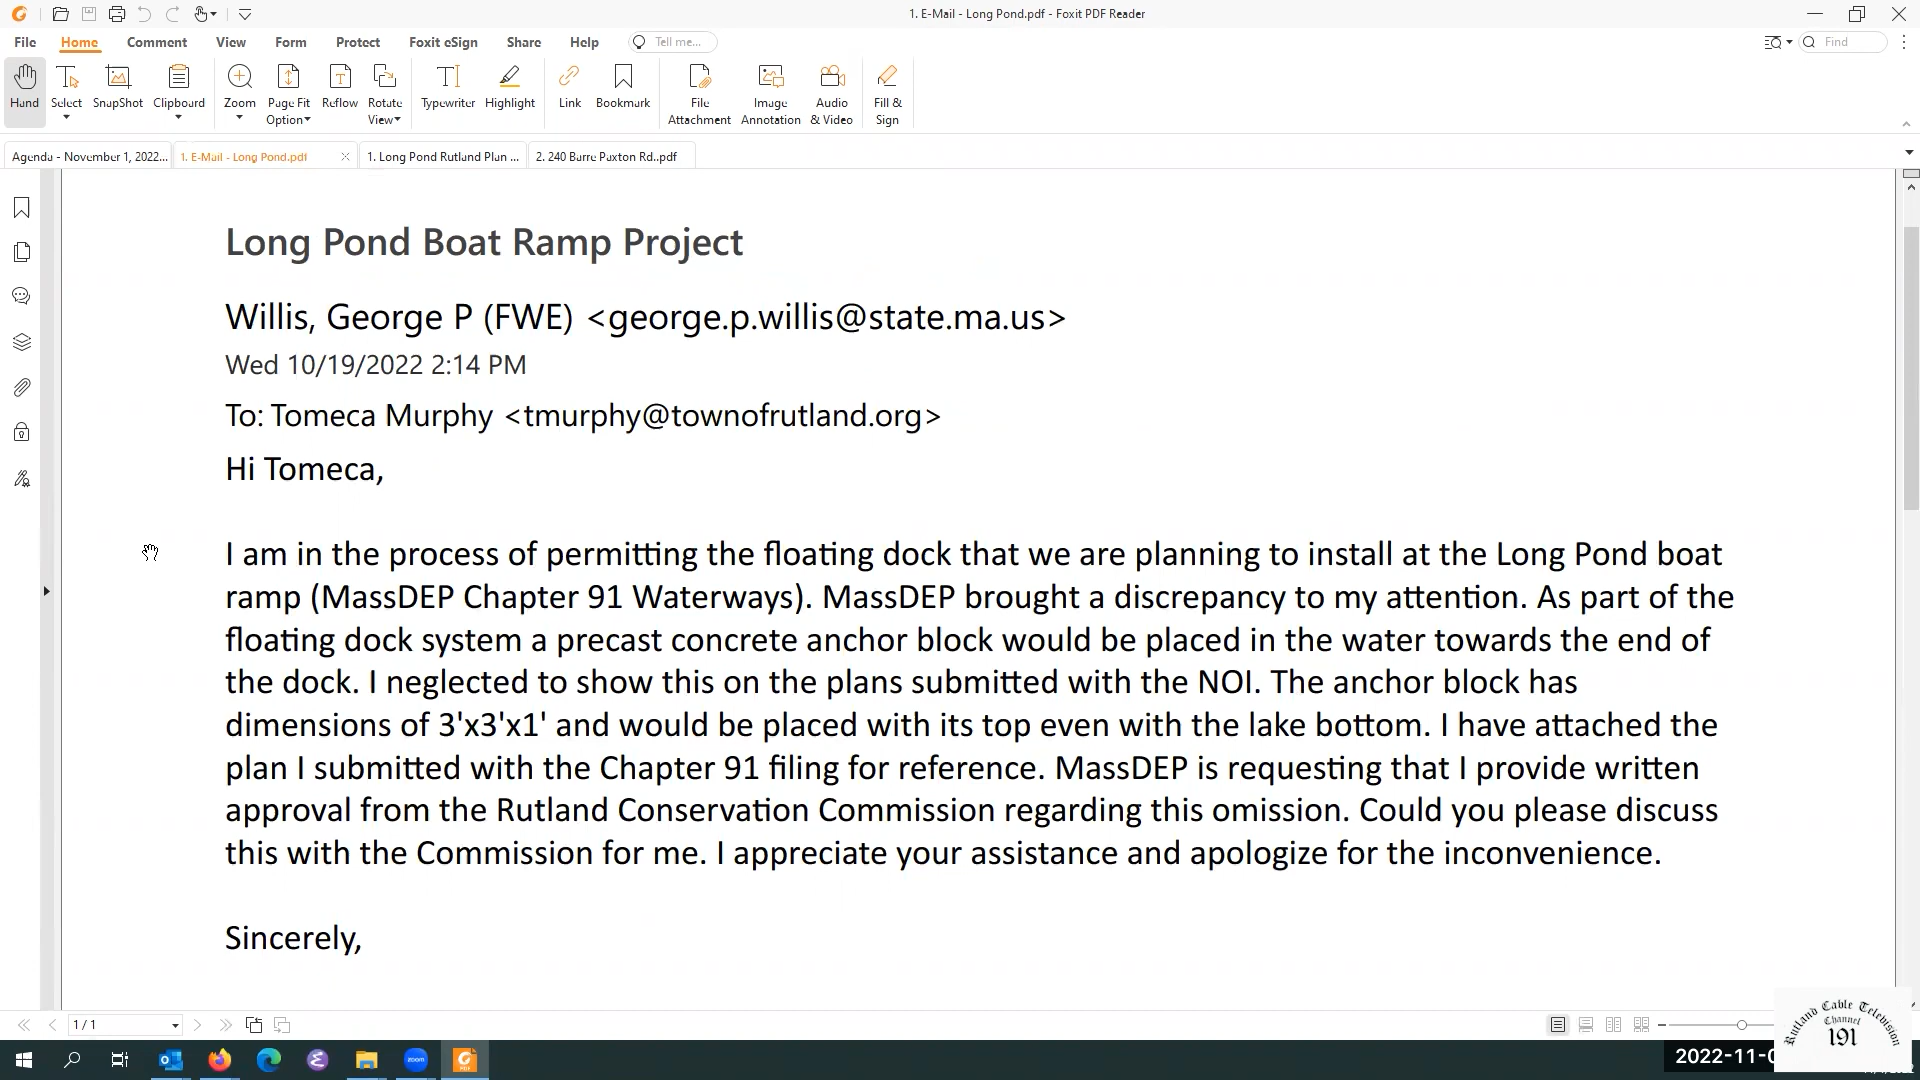 1. E-Mail - Long Pond.pdf - Foxit PDF Reader
File Home Comment View Form Protect Foxit eSign Share Help Tell me... Find
Hand Select SnapShot Clipboard Zoom Page Fit Option Reflow Rotate View Typewriter Highlight Link Bookmark File Attachment Image Annotation Audio & Video Fill & Sign
Agenda - November 1, 2022... 1. E-Mail - Long Pond.pdf 1. Long Pond Rutland Plan ... 2. 240 Barre Paxton Rd..pdf
Long Pond Boat Ramp Project
Willis, George P (FWE) <george.p.willis@state.ma.us>
Wed 10/19/2022 2:14 PM
To: Tomeca Murphy <tmurphy@townofrutland.org>
Hi Tomeca,
I am in the process of permitting the floating dock that we are planning to install at the Long Pond boat
ramp (MassDEP Chapter 91 Waterways). MassDEP brought a discrepancy to my attention. As part of the
floating dock system a precast concrete anchor block would be placed in the water towards the end of
the dock. I neglected to show this on the plans submitted with the NOI. The anchor block has
dimensions of 3'x3'x1' and would be placed with its top even with the lake bottom. I have attached the
plan I submitted with the Chapter 91 filing for reference. MassDEP is requesting that I provide written
approval from the Rutland Conservation Commission regarding this omission. Could you please discuss
this with the Commission for me. I appreciate your assistance and apologize for the inconvenience.
Sincerely,
1 / 1
Rutland Cable Television
Channel
191
zoom
PDF
2022-11-0